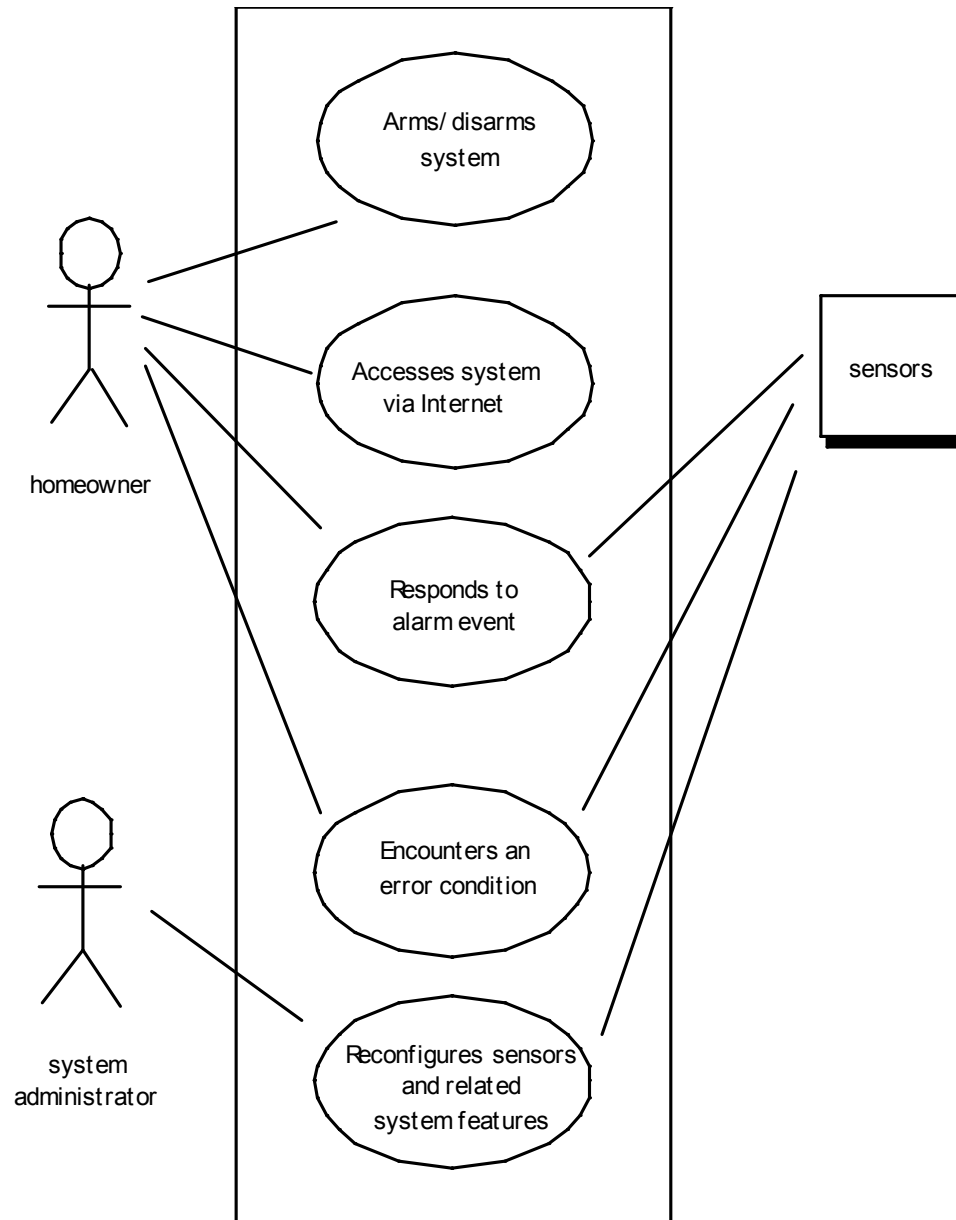 Arms/disarms
system
homeowner
Accesses system
via Internet
sensors
Responds to
alarm event
Encounters an
error condition
system
administrator
Reconfigures sensors
and related
system features